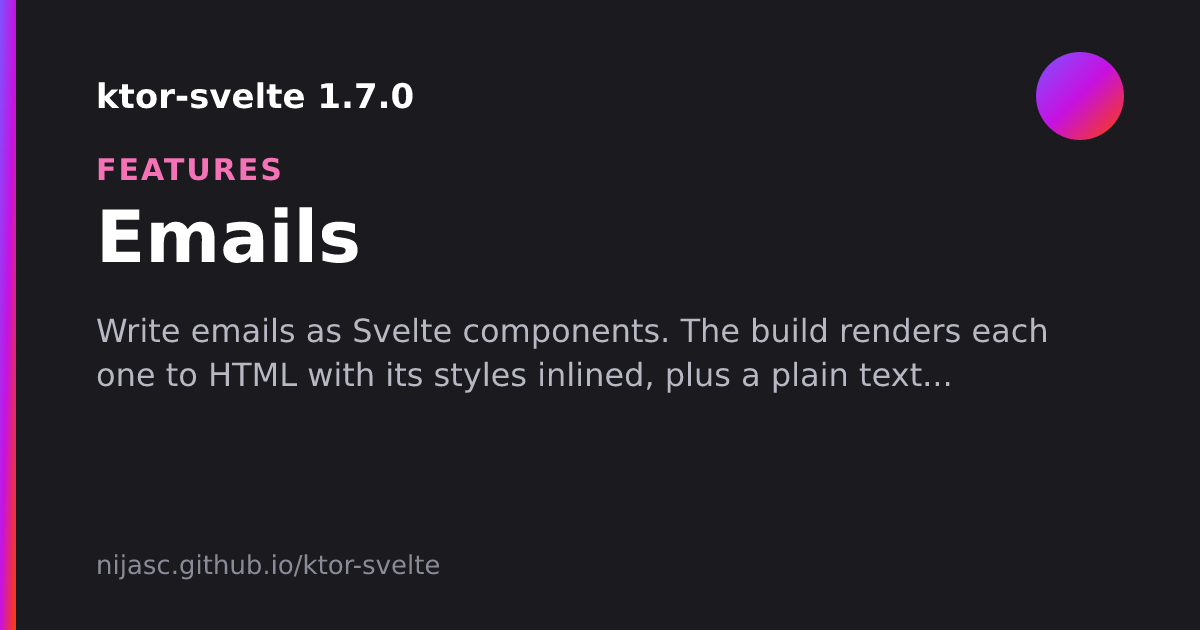 ktor-svelte 1.7.0
FEATURES
Emails
Write emails as Svelte components. The build renders each
one to HTML with its styles inlined, plus a plain text...
nijasc.github.io/ktor-svelte